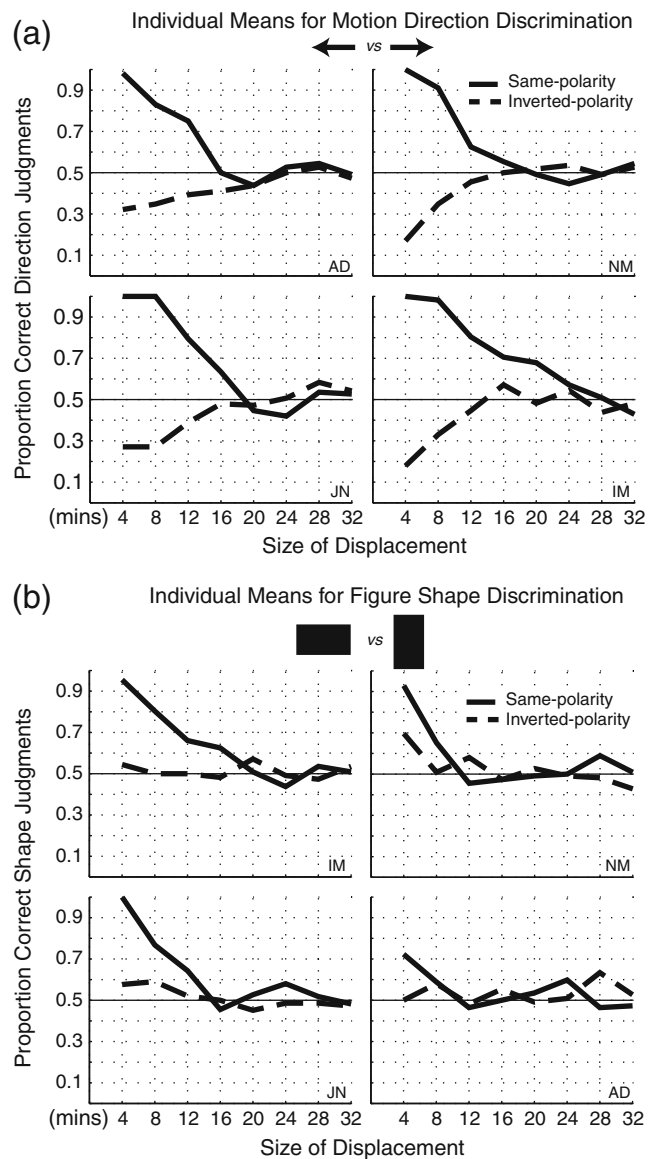 (a)
Individual Means for Motion Direction Discrimination
vs
Proportion Correct Direction Judgments
0.9
0.7
0.5
0.3
0.1
AD
Same-polarity
Inverted-polarity
NM
0.9
0.7
0.5
0.3
0.1
JN
IM
(mins) 4 8 12 16 20 24 28 32 4 8 12 16 20 24 28 32
Size of Displacement
(b)
Individual Means for Figure Shape Discrimination
vs
Proportion Correct Shape Judgments
0.9
0.7
0.5
0.3
0.1
IM
Same-polarity
Inverted-polarity
NM
0.9
0.7
0.5
0.3
0.1
JN
AD
(mins) 4 8 12 16 20 24 28 32 4 8 12 16 20 24 28 32
Size of Displacement